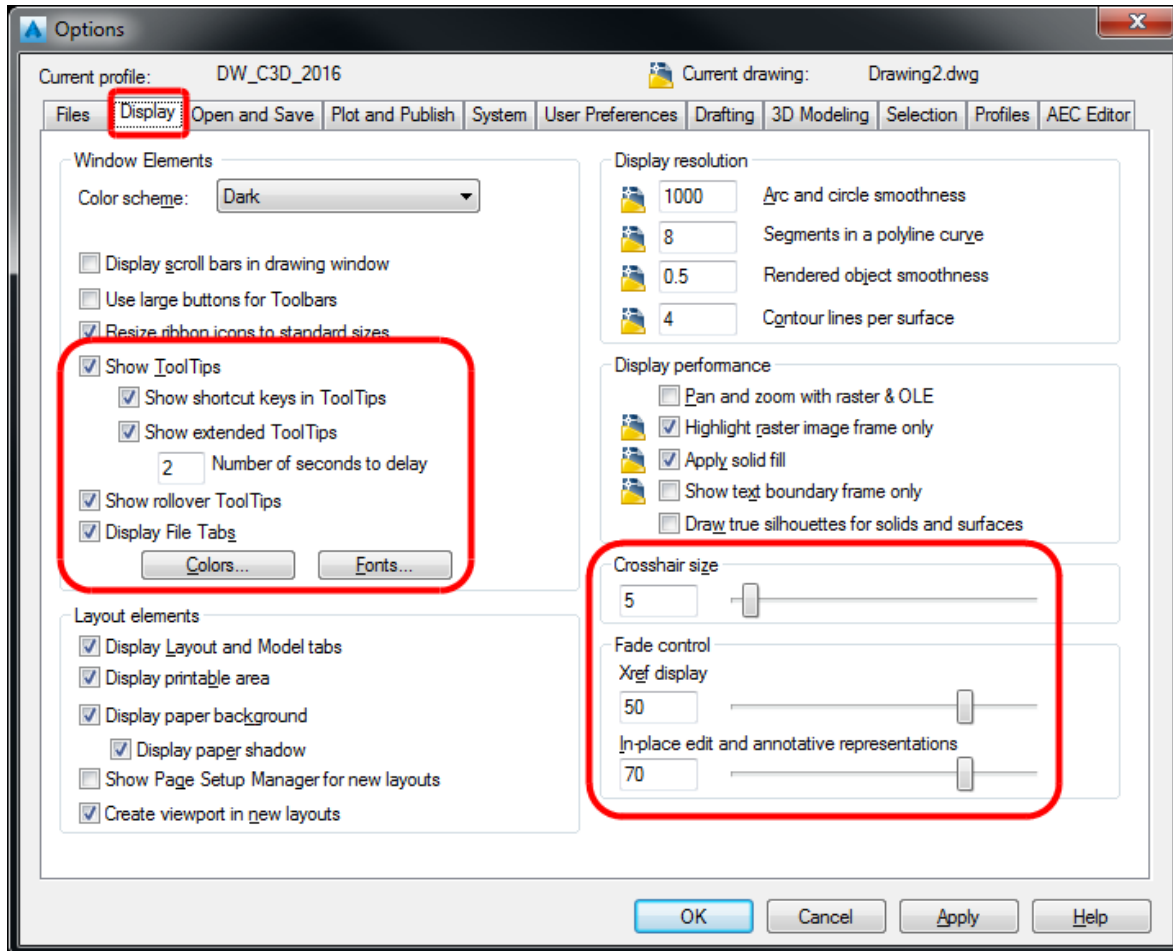 Options
Current profile: DW_C3D_2016 Current drawing: Drawing2.dwg
Files Display Open and Save Plot and Publish System User Preferences Drafting 3D Modeling Selection Profiles AEC Editor
Window Elements
Color scheme: Dark
Display scroll bars in drawing window
Use large buttons for Toolbars
Resize ribbon icons to standard sizes
Show ToolTips
Show shortcut keys in ToolTips
Show extended ToolTips
2 Number of seconds to delay
Show rollover ToolTips
Display File Tabs
Colors... Fonts...
Layout elements
Display Layout and Model tabs
Display printable area
Display paper background
Display paper shadow
Show Page Setup Manager for new layouts
Create viewport in new layouts
Display resolution
1000 Arc and circle smoothness
8 Segments in a polyline curve
0.5 Rendered object smoothness
4 Contour lines per surface
Display performance
Pan and zoom with raster & OLE
Highlight raster image frame only
Apply solid fill
Show text boundary frame only
Draw true silhouettes for solids and surfaces
Crosshair size
5
Fade control
Xref display
50
In-place edit and annotative representations
70
OK Cancel Apply Help